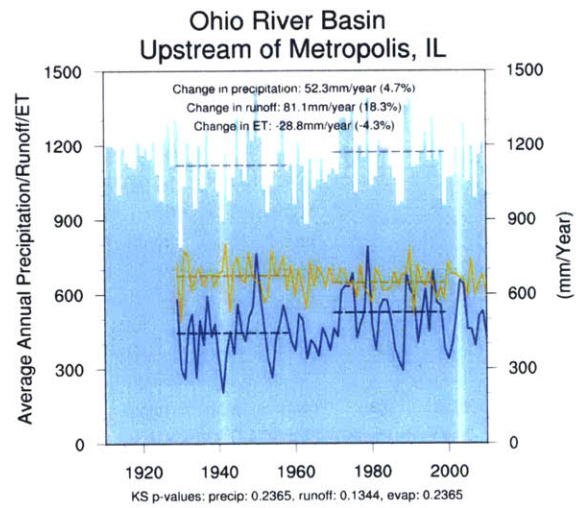 Ohio River Basin
Upstream of Metropolis, IL
Change in precipitation: 52.3mm/year (4.7%)
Change in runoff: 81.1mm/year (18.3%)
Change in ET: -28.8mm/year (-4.3%)
Average Annual Precipitation/Runoff/ET
1500
1200
900
600
300
0
1500
1200
900
600
300
0
(mm/Year)
1920 1940 1960 1980 2000
KS p-values: precip: 0.2365, runoff: 0.1344, evap: 0.2365